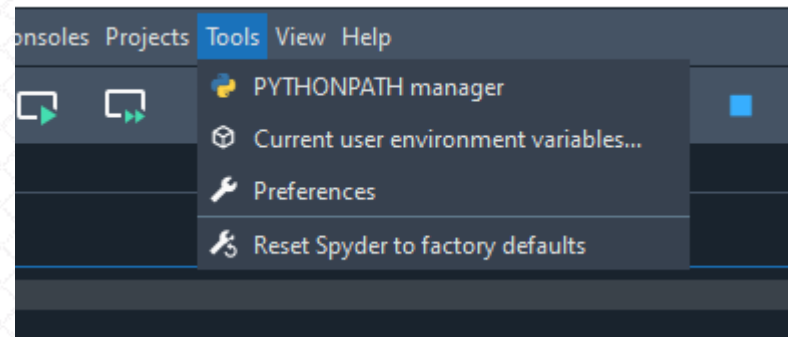 onsoles Projects Tools View Help
PYTHONPATH manager
Current user environment variables...
Preferences
Reset Spyder to factory defaults